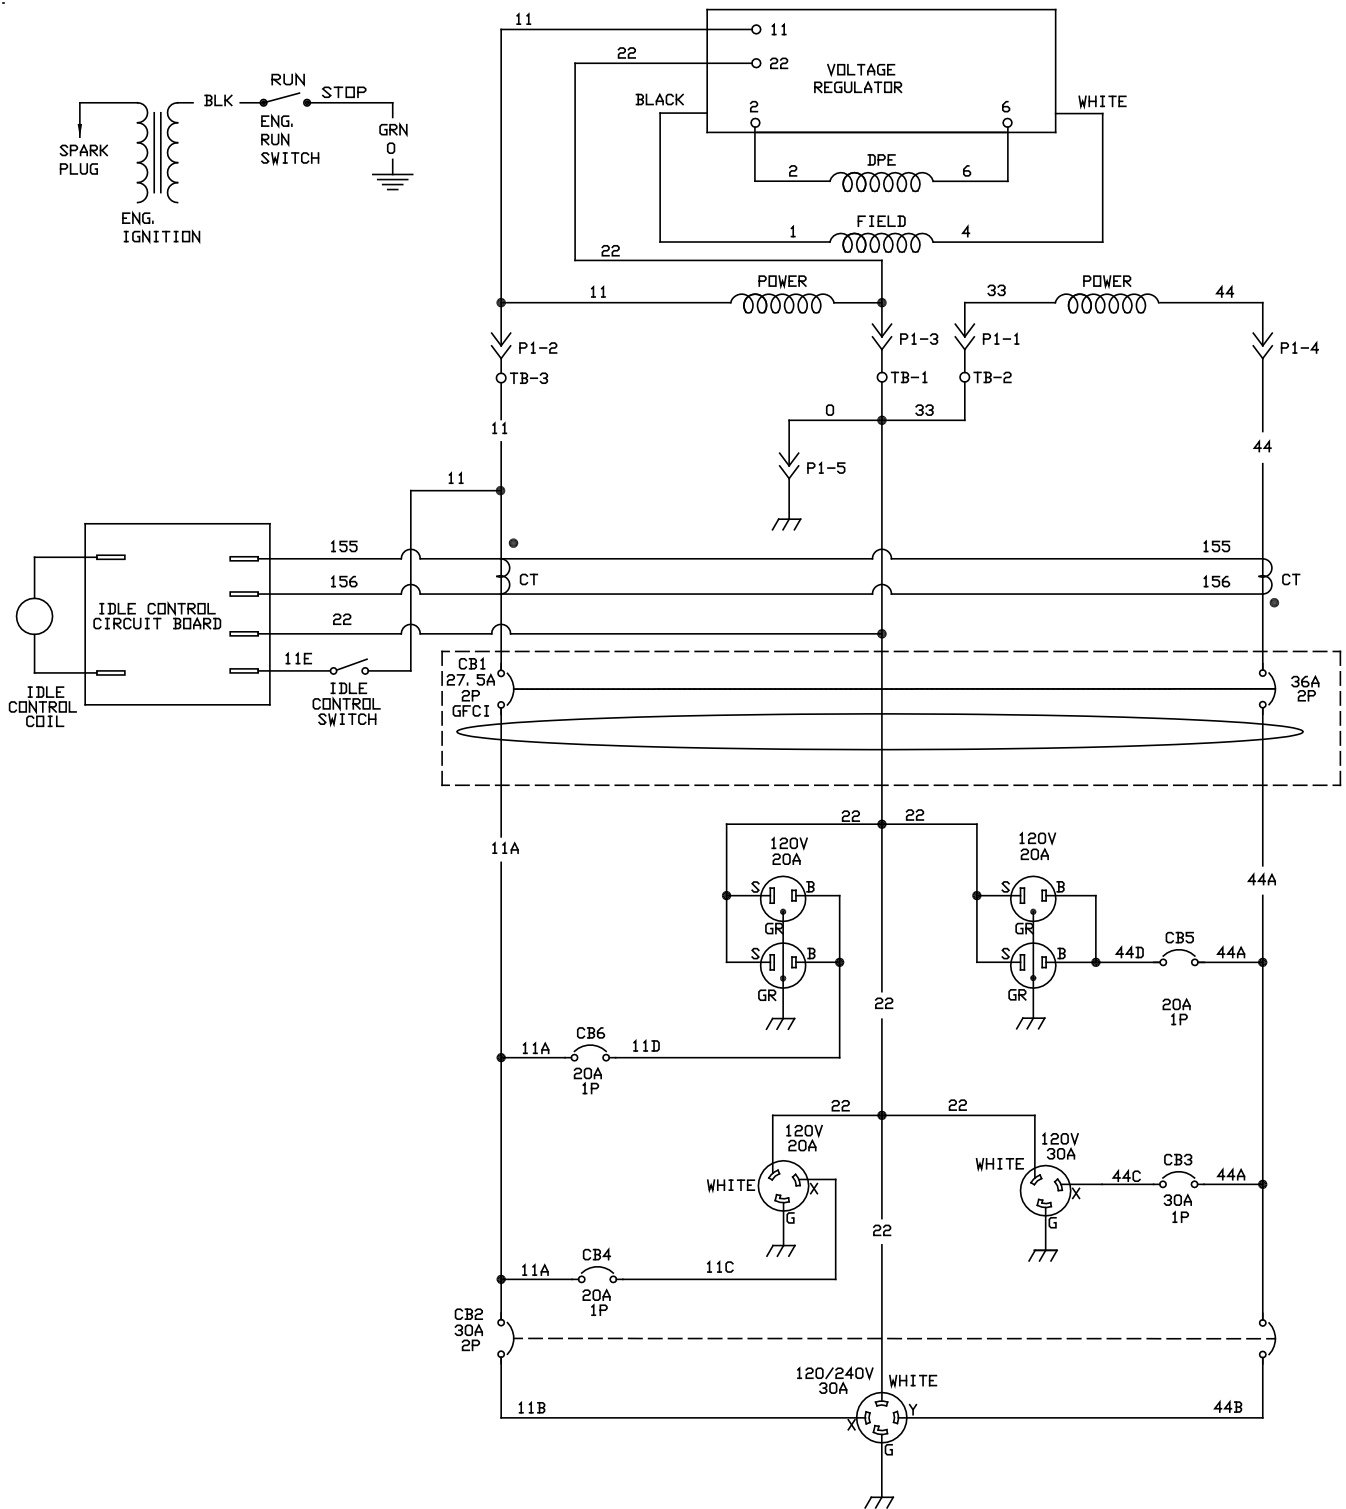 11
11
22
22
VOLTAGE
REGULATOR
BLACK
WHITE
2
6
DPE
2
6
FIELD
1
4
22
RUN
BLK
STOP
ENG.
RUN
SWITCH
GRN
0
SPARK
PLUG
ENG.
IGNITION
POWER
11
POWER
33
44
P1-2
P1-3
P1-1
P1-4
TB-3
TB-1
TB-2
0
33
11
44
P1-5
11
155
155
CT
CT
156
156
IDLE CONTROL
CIRCUIT BOARD
22
11E
IDLE
CONTROL
SWITCH
IDLE
CONTROL
COIL
CB1
27.5A
2P
GFCI
36A
2P
22
22
11A
120V
20A
120V
20A
44A
S
B
S
B
GR
GR
S
B
S
B
GR
GR
44D
CB5
44A
20A
1P
22
11A
CB6
11D
20A
1P
22
22
120V
20A
120V
30A
WHITE
X
G
WHITE
X
G
44C
CB3
44A
30A
1P
22
11A
CB4
11C
20A
1P
CB2
30A
2P
120/240V
30A
WHITE
11B
X
Y
44B
G